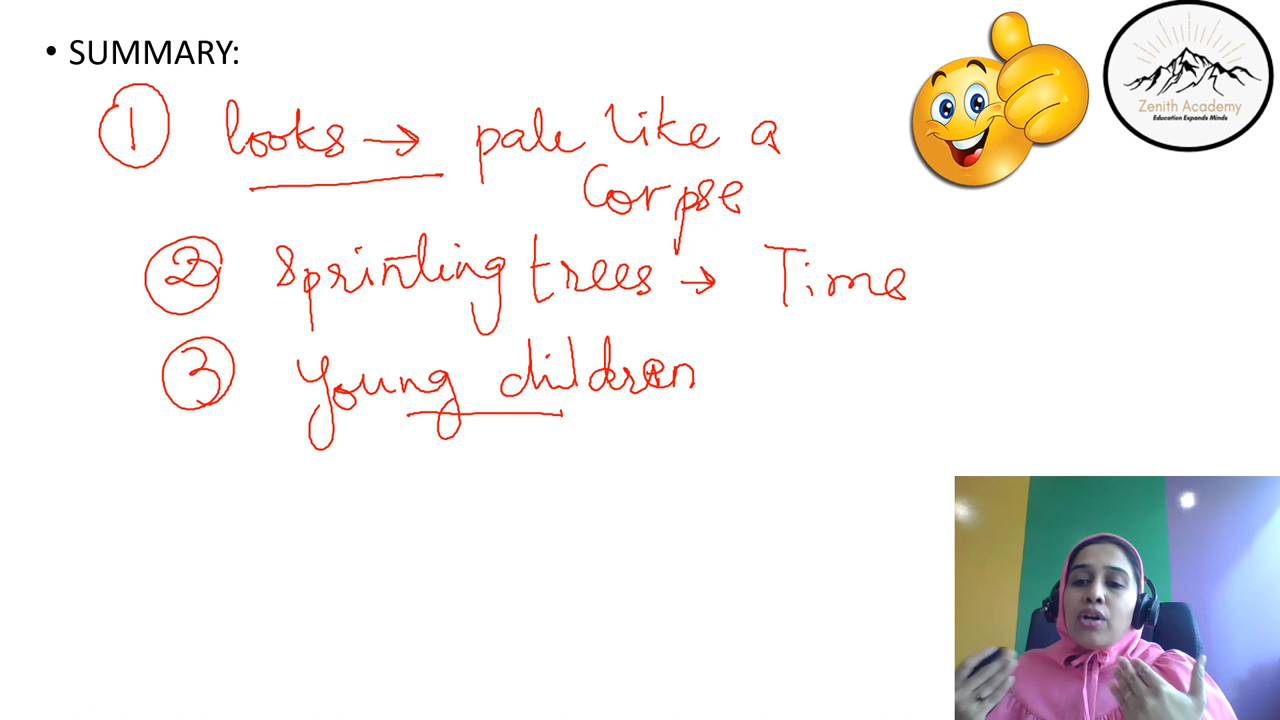 • SUMMARY:
① looks → pale like a
corpse
② Sprinting trees → Time
③ Young children
Zenith Academy
Education Expands Minds